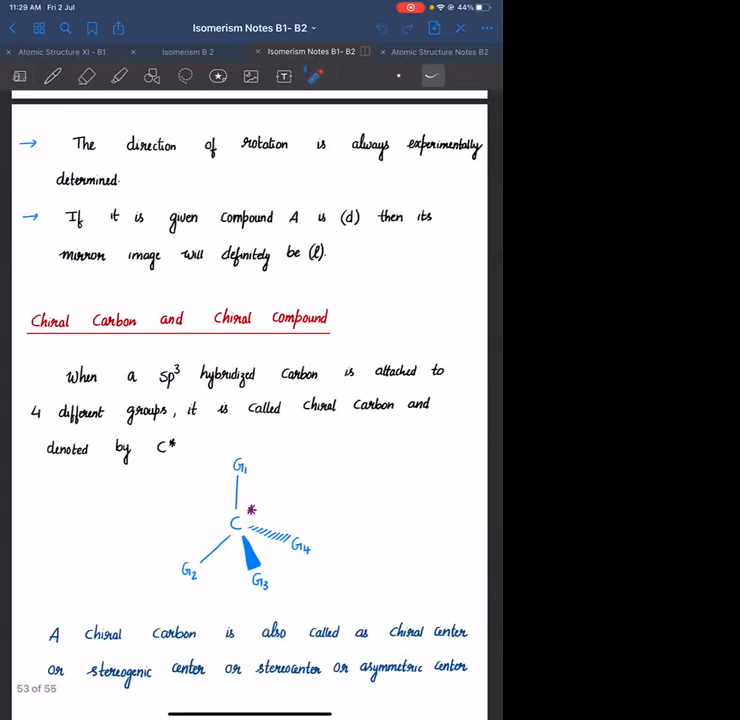 11:29 AM Fri 2 Jul
44%
Isomerism Notes B1- B2
Atomic Structure XI - B1
Isomerism B 2
Isomerism Notes B1- B2
Atomic Structure Notes B2
→ The direction of rotation is always experimentally
determined.
→ If it is given compound A is (d) then its
mirror image will definitely be (l).
Chiral Carbon and Chiral Compound
When a sp³ hybridized carbon is attached to
4 different groups, it is called chiral carbon and
denoted by C*
G₁
*
C
G₄
G₂
G₃
A chiral carbon is also called as chiral center
or stereogenic center or stereocenter or asymmetric center
53 of 55